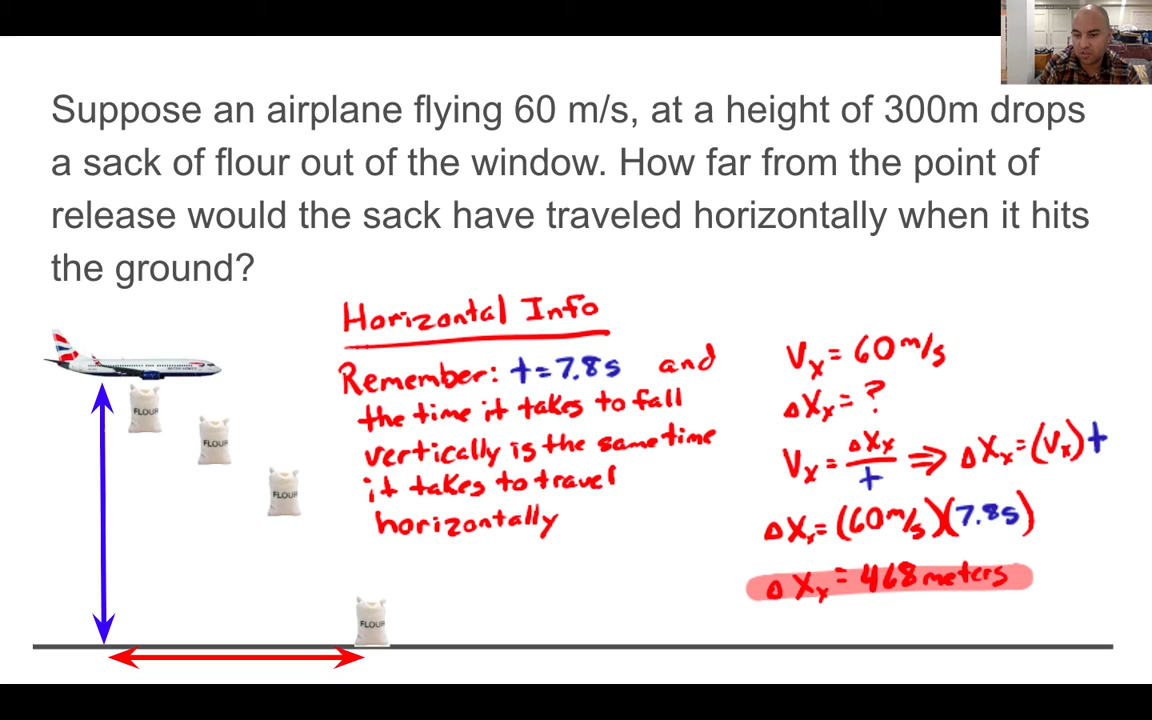 Suppose an airplane flying 60 m/s, at a height of 300m drops
a sack of flour out of the window. How far from the point of
release would the sack have traveled horizontally when it hits
the ground?
Horizontal Info
Remember: t=7.8s and
the time it takes to fall
vertically is the same time
it takes to travel
horizontally
Vₓ = 60 m/s
ΔXₓ = ?
Vₓ = ΔXₓ/t ⇒ ΔXₓ = (Vₓ)t
ΔXₓ = (60 m/s)(7.8s)
ΔXₓ = 468 meters
FLOUR
FLOUR
FLOUR
FLOUR